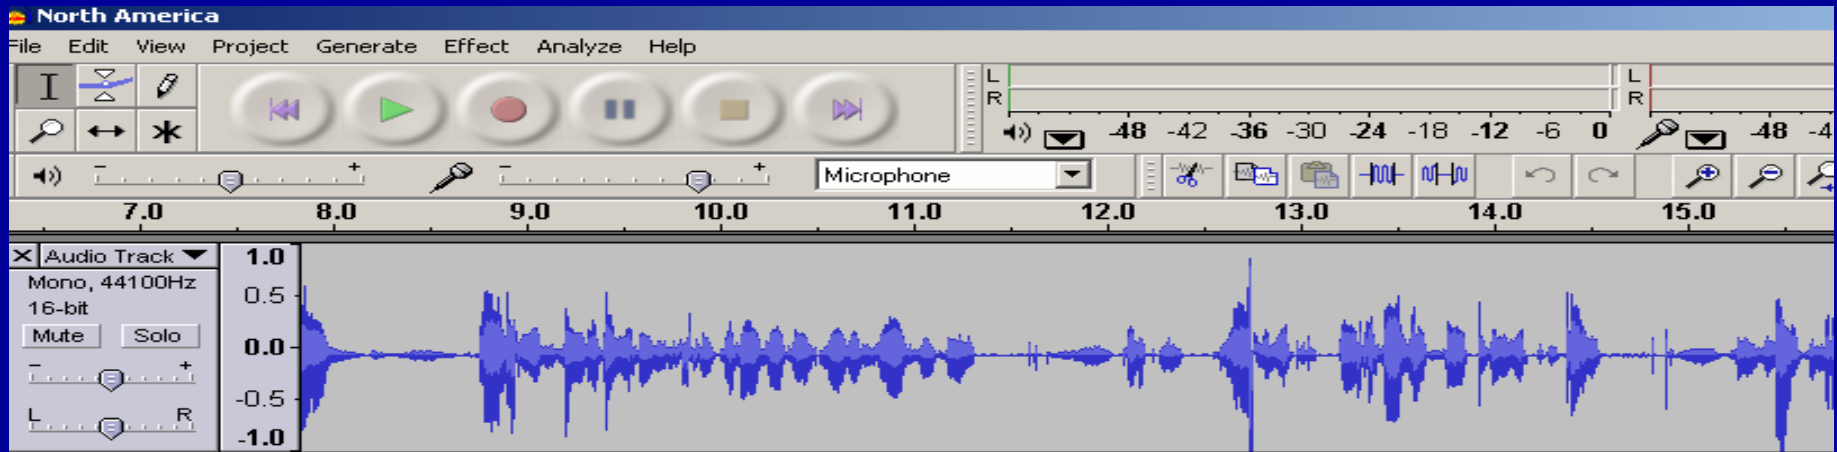 North America
File Edit View Project Generate Effect Analyze Help
L L
R R
-48 -42 -36 -30 -24 -18 -12 -6 0 -48 -4
- + - + Microphone
7.0 8.0 9.0 10.0 11.0 12.0 13.0 14.0 15.0
X Audio Track 1.0
Mono, 44100Hz 0.5
16-bit
Mute Solo 0.0
- +
-0.5
L R
-1.0